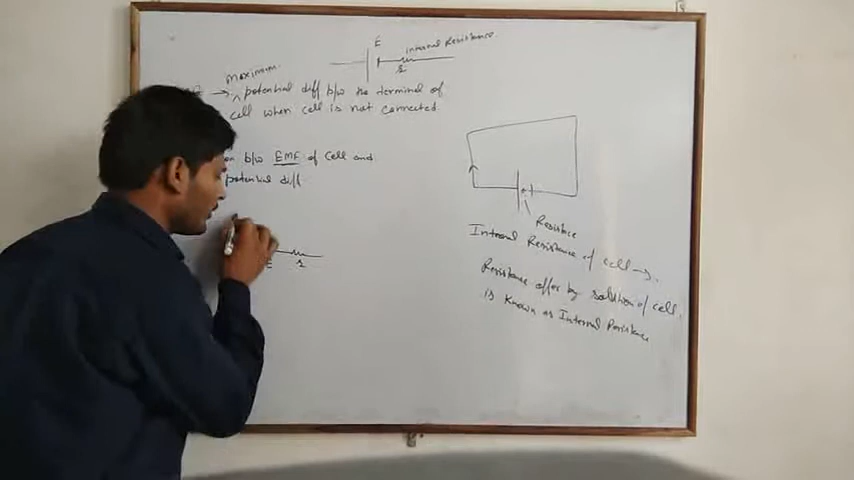 E
Internal Resistance
r
maximum
→ ^ potential diff b/w the terminal of
cell when cell is not connected
b/w EMF of cell and
potential diff
E r
Resistance
Internal Resistance of cell →
Resistance offer by solution of cell
is known as Internal Resistance